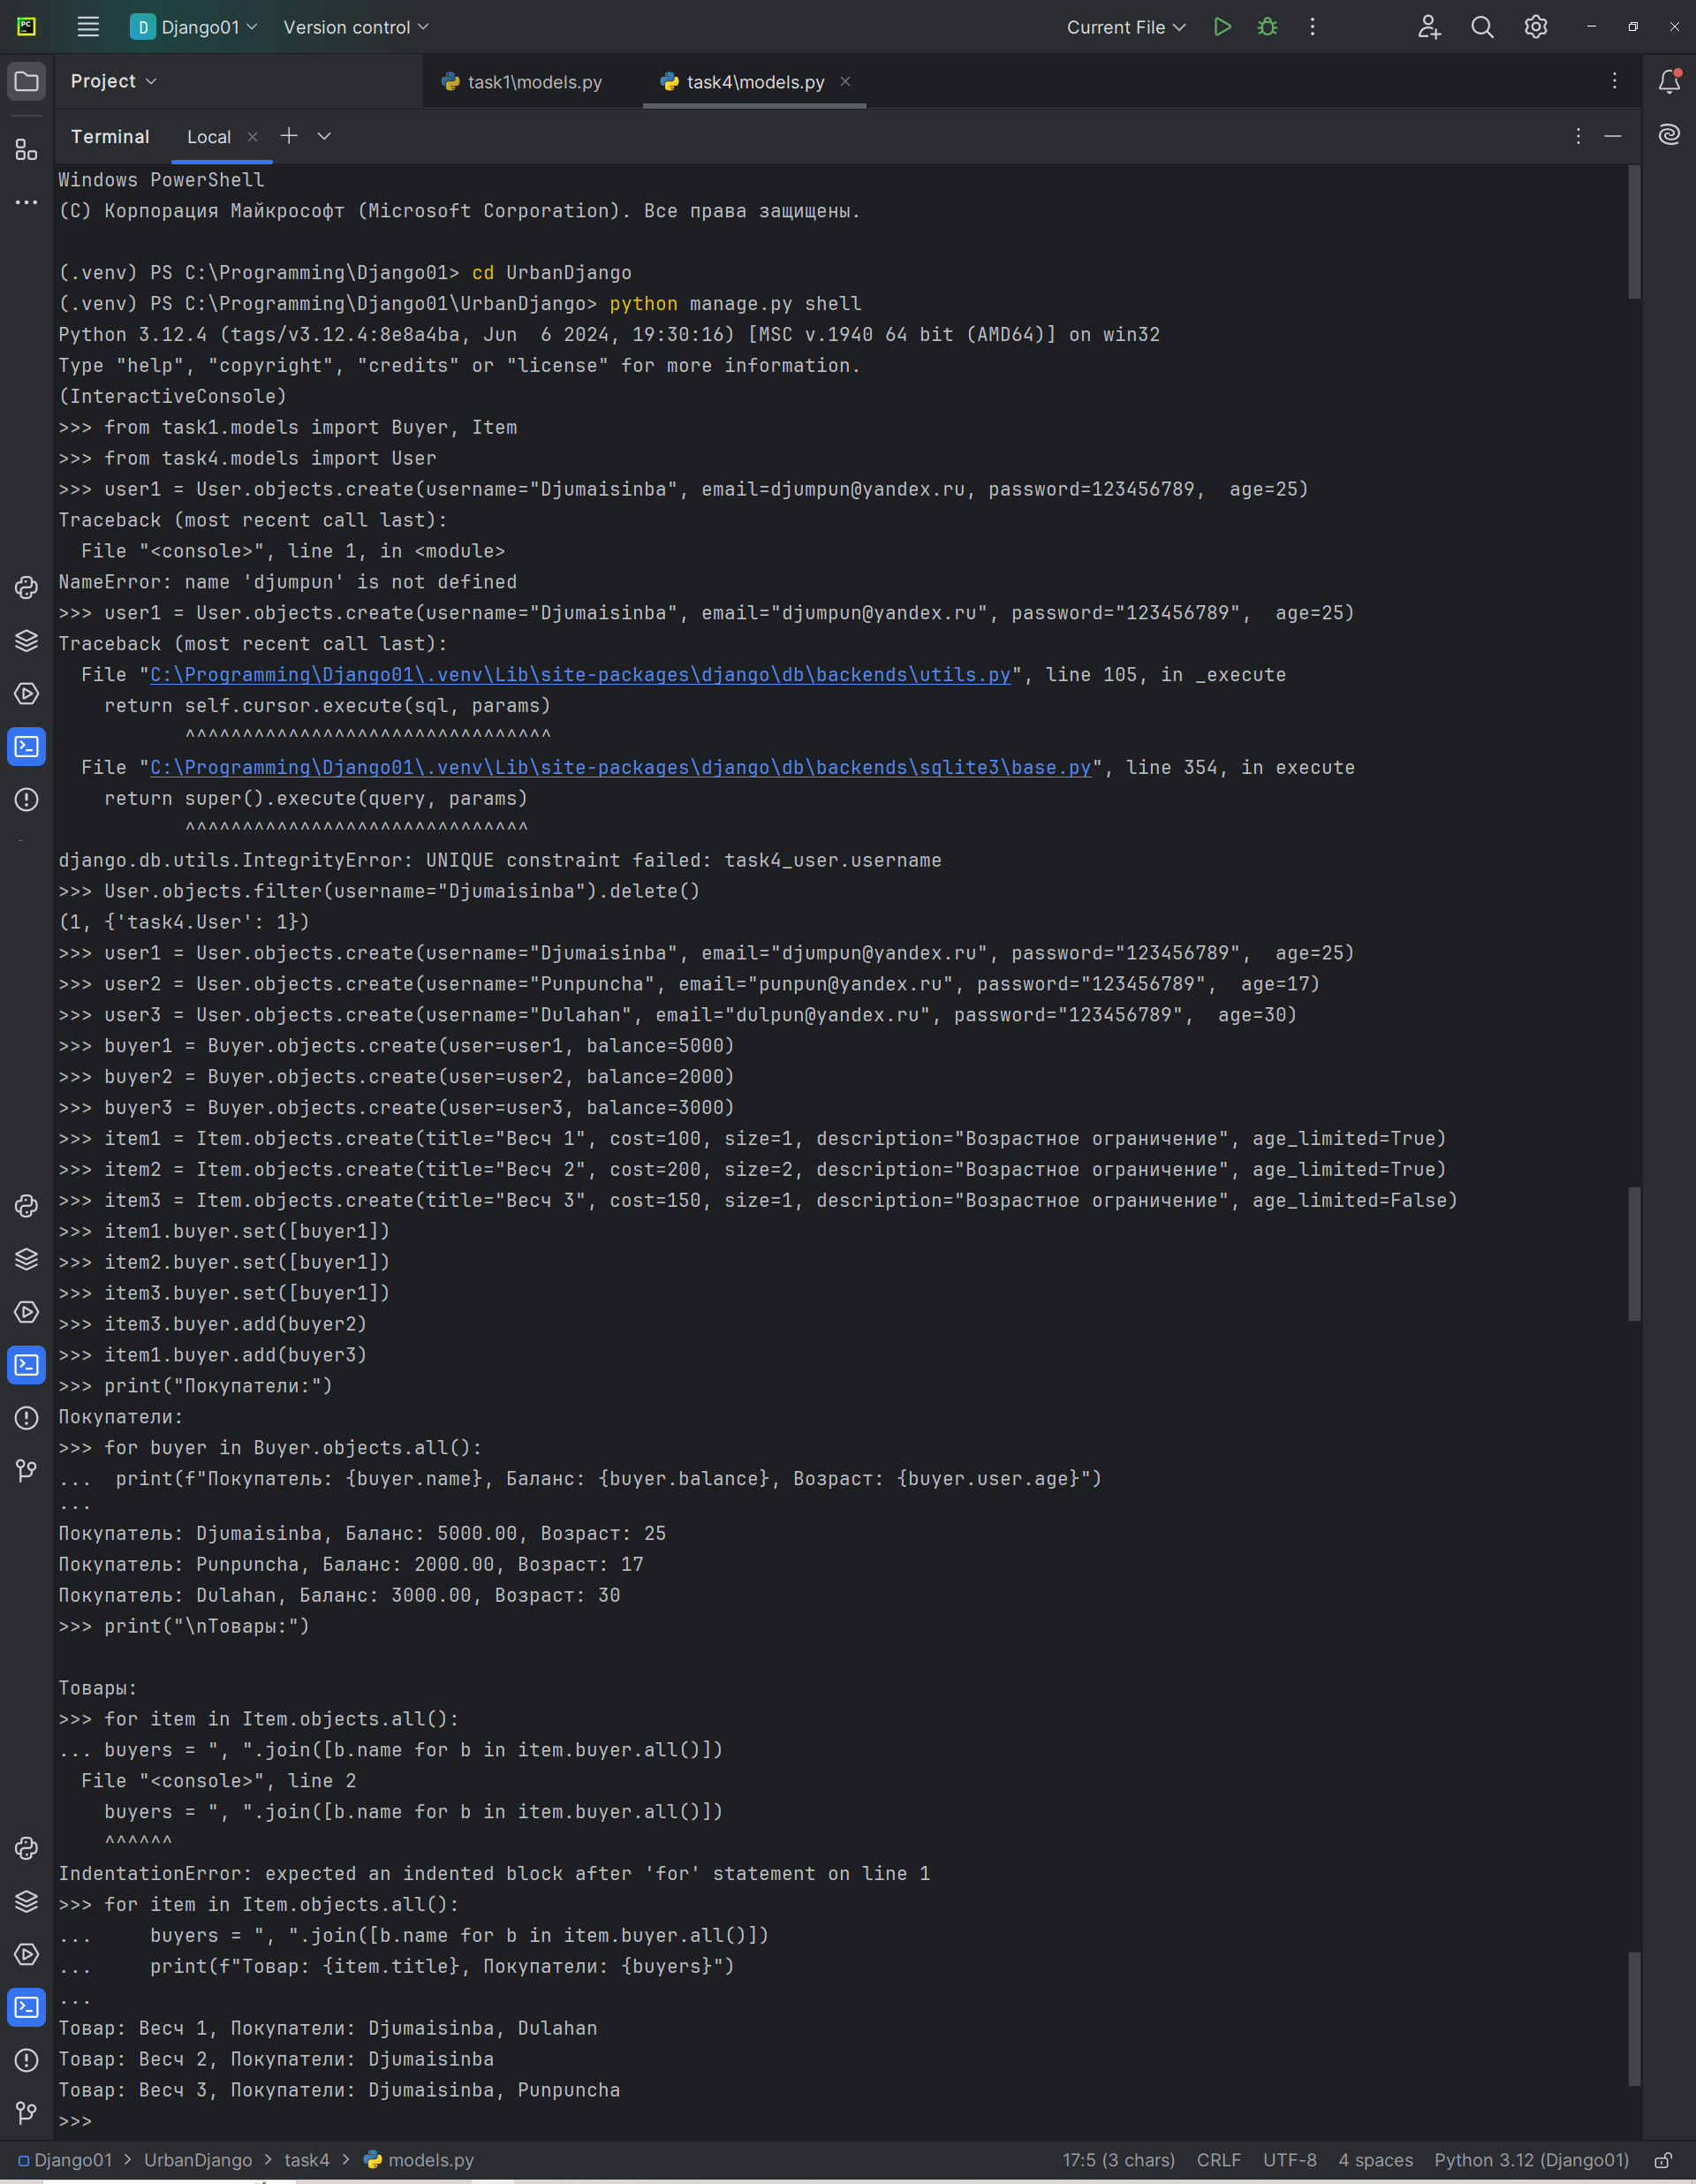 PC
D Django01 Version control Current File
Project task1\models.py task4\models.py
Terminal Local
Windows PowerShell
(C) Корпорация Майкрософт (Microsoft Corporation). Все права защищены.
(.venv) PS C:\Programming\Django01> cd UrbanDjango
(.venv) PS C:\Programming\Django01\UrbanDjango> python manage.py shell
Python 3.12.4 (tags/v3.12.4:8e8a4ba, Jun  6 2024, 19:30:16) [MSC v.1940 64 bit (AMD64)] on win32
Type "help", "copyright", "credits" or "license" for more information.
(InteractiveConsole)
>>> from task1.models import Buyer, Item
>>> from task4.models import User
>>> user1 = User.objects.create(username="Djumaisinba", email=djumpun@yandex.ru, password=123456789,  age=25)
Traceback (most recent call last):
  File "<console>", line 1, in <module>
NameError: name 'djumpun' is not defined
>>> user1 = User.objects.create(username="Djumaisinba", email="djumpun@yandex.ru", password="123456789",  age=25)
Traceback (most recent call last):
  File "C:\Programming\Django01\.venv\Lib\site-packages\django\db\backends\utils.py", line 105, in _execute
    return self.cursor.execute(sql, params)
           ^^^^^^^^^^^^^^^^^^^^^^^^^^^^^^^^
  File "C:\Programming\Django01\.venv\Lib\site-packages\django\db\backends\sqlite3\base.py", line 354, in execute
    return super().execute(query, params)
           ^^^^^^^^^^^^^^^^^^^^^^^^^^^^^^
django.db.utils.IntegrityError: UNIQUE constraint failed: task4_user.username
>>> User.objects.filter(username="Djumaisinba").delete()
(1, {'task4.User': 1})
>>> user1 = User.objects.create(username="Djumaisinba", email="djumpun@yandex.ru", password="123456789",  age=25)
>>> user2 = User.objects.create(username="Punpuncha", email="punpun@yandex.ru", password="123456789",  age=17)
>>> user3 = User.objects.create(username="Dulahan", email="dulpun@yandex.ru", password="123456789",  age=30)
>>> buyer1 = Buyer.objects.create(user=user1, balance=5000)
>>> buyer2 = Buyer.objects.create(user=user2, balance=2000)
>>> buyer3 = Buyer.objects.create(user=user3, balance=3000)
>>> item1 = Item.objects.create(title="Весч 1", cost=100, size=1, description="Возрастное ограничение", age_limited=True)
>>> item2 = Item.objects.create(title="Весч 2", cost=200, size=2, description="Возрастное ограничение", age_limited=True)
>>> item3 = Item.objects.create(title="Весч 3", cost=150, size=1, description="Возрастное ограничение", age_limited=False)
>>> item1.buyer.set([buyer1])
>>> item2.buyer.set([buyer1])
>>> item3.buyer.set([buyer1])
>>> item3.buyer.add(buyer2)
>>> item1.buyer.add(buyer3)
>>> print("Покупатели:")
Покупатели:
>>> for buyer in Buyer.objects.all():
...  print(f"Покупатель: {buyer.name}, Баланс: {buyer.balance}, Возраст: {buyer.user.age}")
...
Покупатель: Djumaisinba, Баланс: 5000.00, Возраст: 25
Покупатель: Punpuncha, Баланс: 2000.00, Возраст: 17
Покупатель: Dulahan, Баланс: 3000.00, Возраст: 30
>>> print("\nТовары:")
Товары:
>>> for item in Item.objects.all():
... buyers = ", ".join([b.name for b in item.buyer.all()])
  File "<console>", line 2
    buyers = ", ".join([b.name for b in item.buyer.all()])
    ^^^^^^
IndentationError: expected an indented block after 'for' statement on line 1
>>> for item in Item.objects.all():
...     buyers = ", ".join([b.name for b in item.buyer.all()])
...     print(f"Товар: {item.title}, Покупатели: {buyers}")
...
Товар: Весч 1, Покупатели: Djumaisinba, Dulahan
Товар: Весч 2, Покупатели: Djumaisinba
Товар: Весч 3, Покупатели: Djumaisinba, Punpuncha
>>>
Django01 > UrbanDjango > task4 > models.py 17:5 (3 chars) CRLF UTF-8 4 spaces Python 3.12 (Django01)